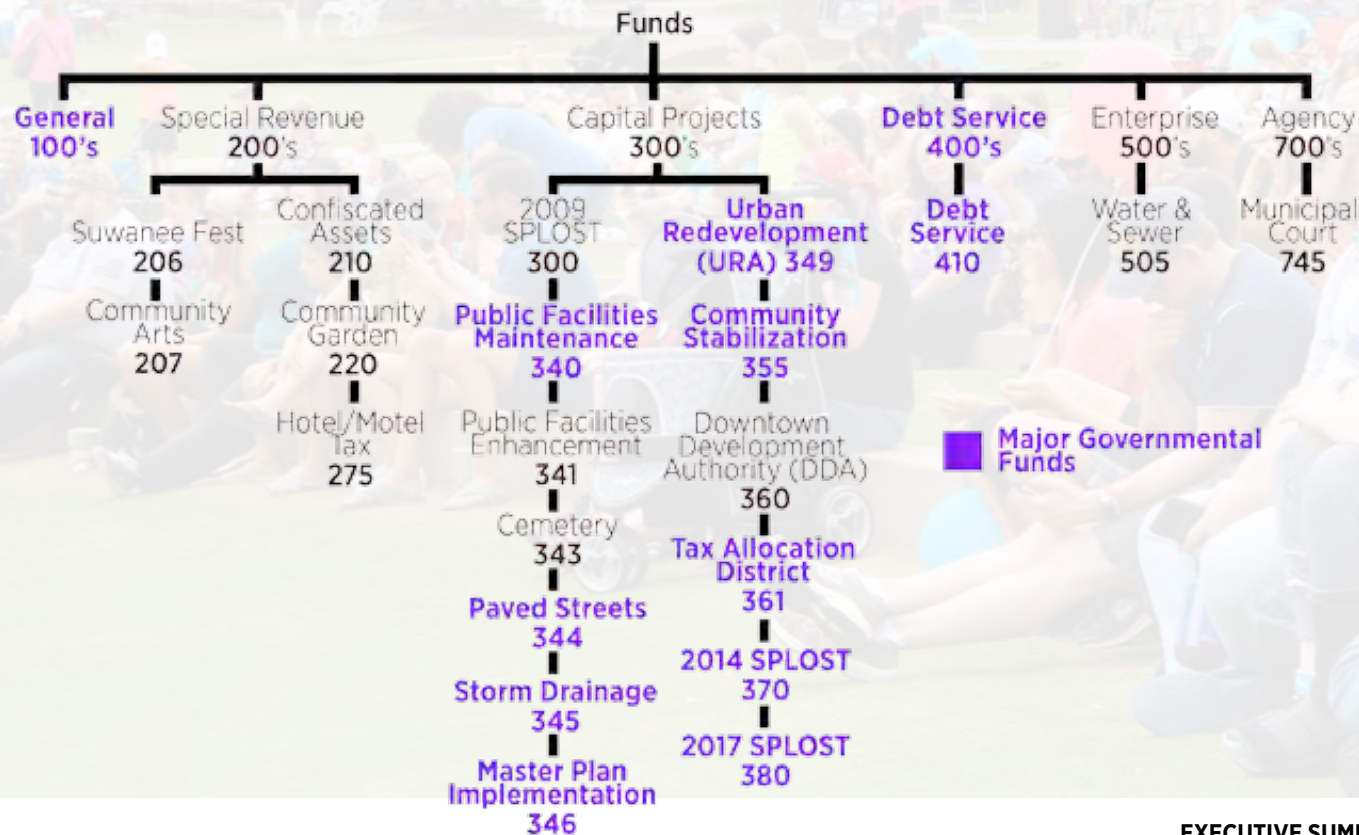 Funds
General
100's
Special Revenue
200's
Capital Projects
300's
Debt Service
400's
Enterprise
500's
Agency
700's
Suwanee Fest
206
Community
Arts
207
Confiscated
Assets
210
Community
Garden
220
Hotel/Motel
Tax
275
2009
SPLOST
300
Public Facilities
Maintenance
340
Public Facilities
Enhancement
341
Cemetery
343
Paved Streets
344
Storm Drainage
345
Master Plan
Implementation
346
Urban
Redevelopment
(URA) 349
Community
Stabilization
355
Downtown
Development
Authority (DDA)
360
Tax Allocation
District
361
2014 SPLOST
370
2017 SPLOST
380
Debt
Service
410
Water &
Sewer
505
Municipal
Court
745
Major Governmental
Funds
EXECUTIVE